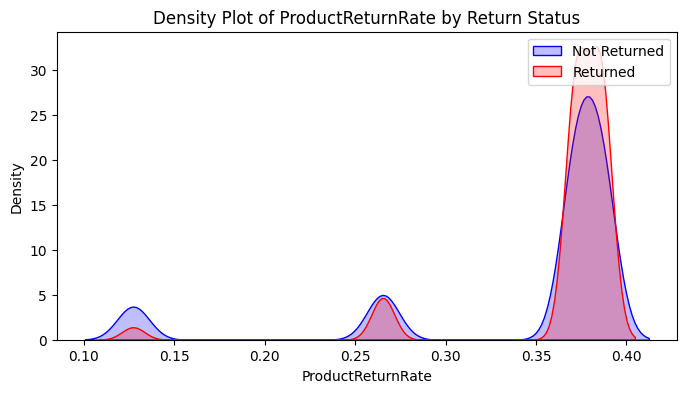 Density Plot of ProductReturnRate by Return Status
Not Returned
Returned
Density
30
25
20
15
10
5
0
0.10 0.15 0.20 0.25 0.30 0.35 0.40
ProductReturnRate